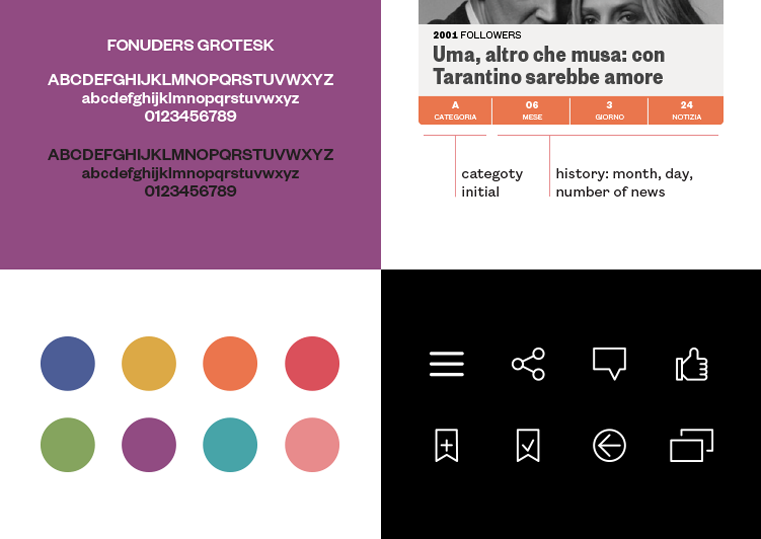 FONUDERS GROTESK
ABCDEFGHIJKLMNOPQRSTUVWXYZ
abcdefghijklmnopqrstuvwxyz
0123456789
ABCDEFGHIJKLMNOPQRSTUVWXYZ
abcdefghijklmnopqrstuvwxyz
0123456789
2001 FOLLOWERS
Uma, altro che musa: con
Tarantino sarebbe amore
A 06 3 24
CATEGORIA MESE GIORNO NOTIZIA
categoty
initial
history: month, day,
number of news